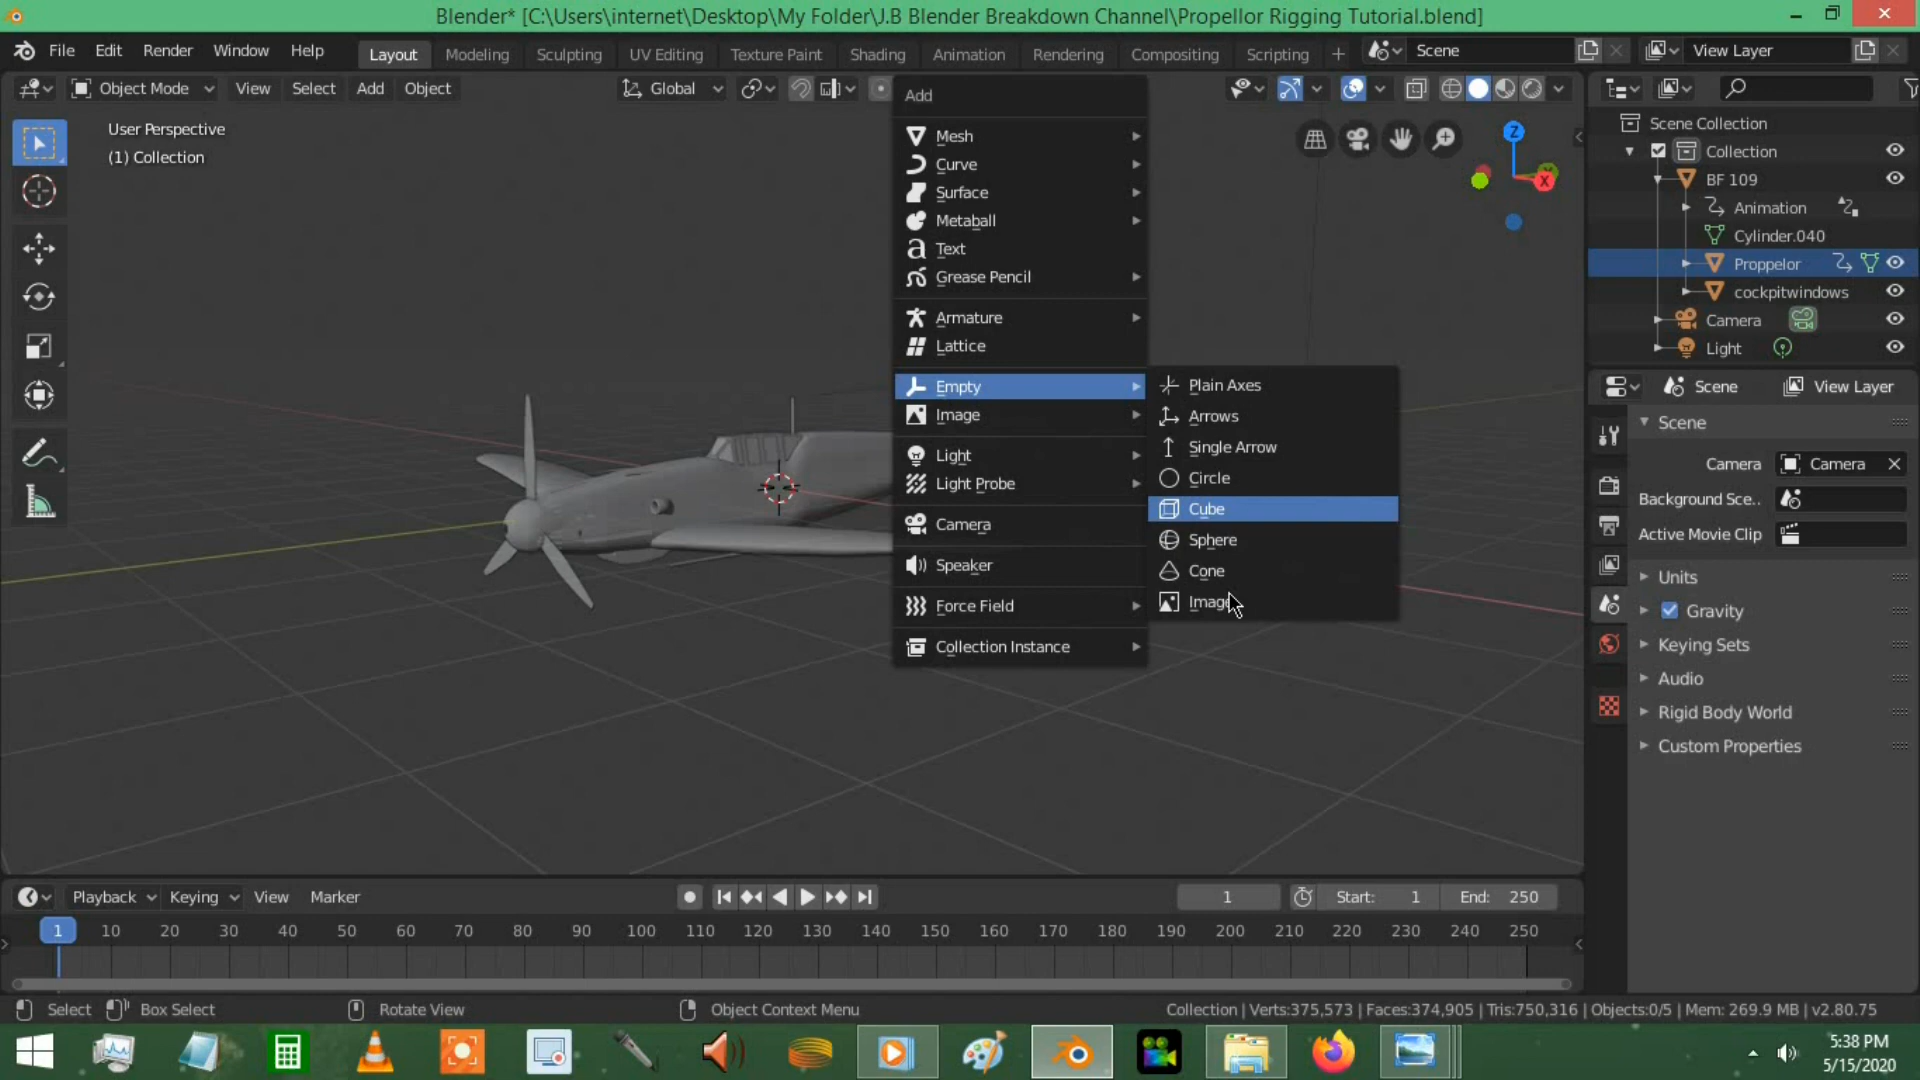 Blender* [C:\Users\internet\Desktop\My Folder\J.B Blender Breakdown Channel\Propellor Rigging Tutorial.blend]
File Edit Render Window Help Layout Modeling Sculpting UV Editing Texture Paint Shading Animation Rendering Compositing Scripting + Scene View Layer
Object Mode View Select Add Object Global
User Perspective
(1) Collection
Add
Mesh
Curve
Surface
Metaball
Text
Grease Pencil
Armature
Lattice
Empty
Image
Light
Light Probe
Camera
Speaker
Force Field
Collection Instance
Plain Axes
Arrows
Single Arrow
Circle
Cube
Sphere
Cone
Image
Z
X
Scene Collection
Collection
BF 109
Animation
Cylinder.040
Proppelor
cockpitwindows
Camera
Light
Scene View Layer
Scene
Camera Camera
Background Sce..
Active Movie Clip
Units
Gravity
Keying Sets
Audio
Rigid Body World
Custom Properties
Playback Keying View Marker 1 Start: 1 End: 250
1 10 20 30 40 50 60 70 80 90 100 110 120 130 140 150 160 170 180 190 200 210 220 230 240 250
Select Box Select Rotate View Object Context Menu Collection | Verts:375,573 | Faces:374,905 | Tris:750,316 | Objects:0/5 | Mem: 269.9 MB | v2.80.75
5:38 PM
5/15/2020